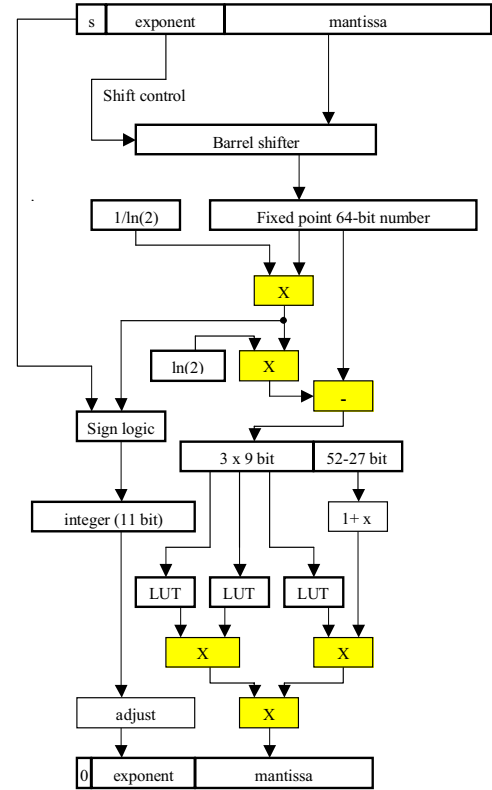 s exponent mantissa
Shift control
Barrel shifter
1/ln(2) Fixed point 64-bit number
X
ln(2) X
-
Sign logic
3 x 9 bit 52-27 bit
integer (11 bit) 1+ x
LUT LUT LUT
X X
adjust X
0 exponent mantissa